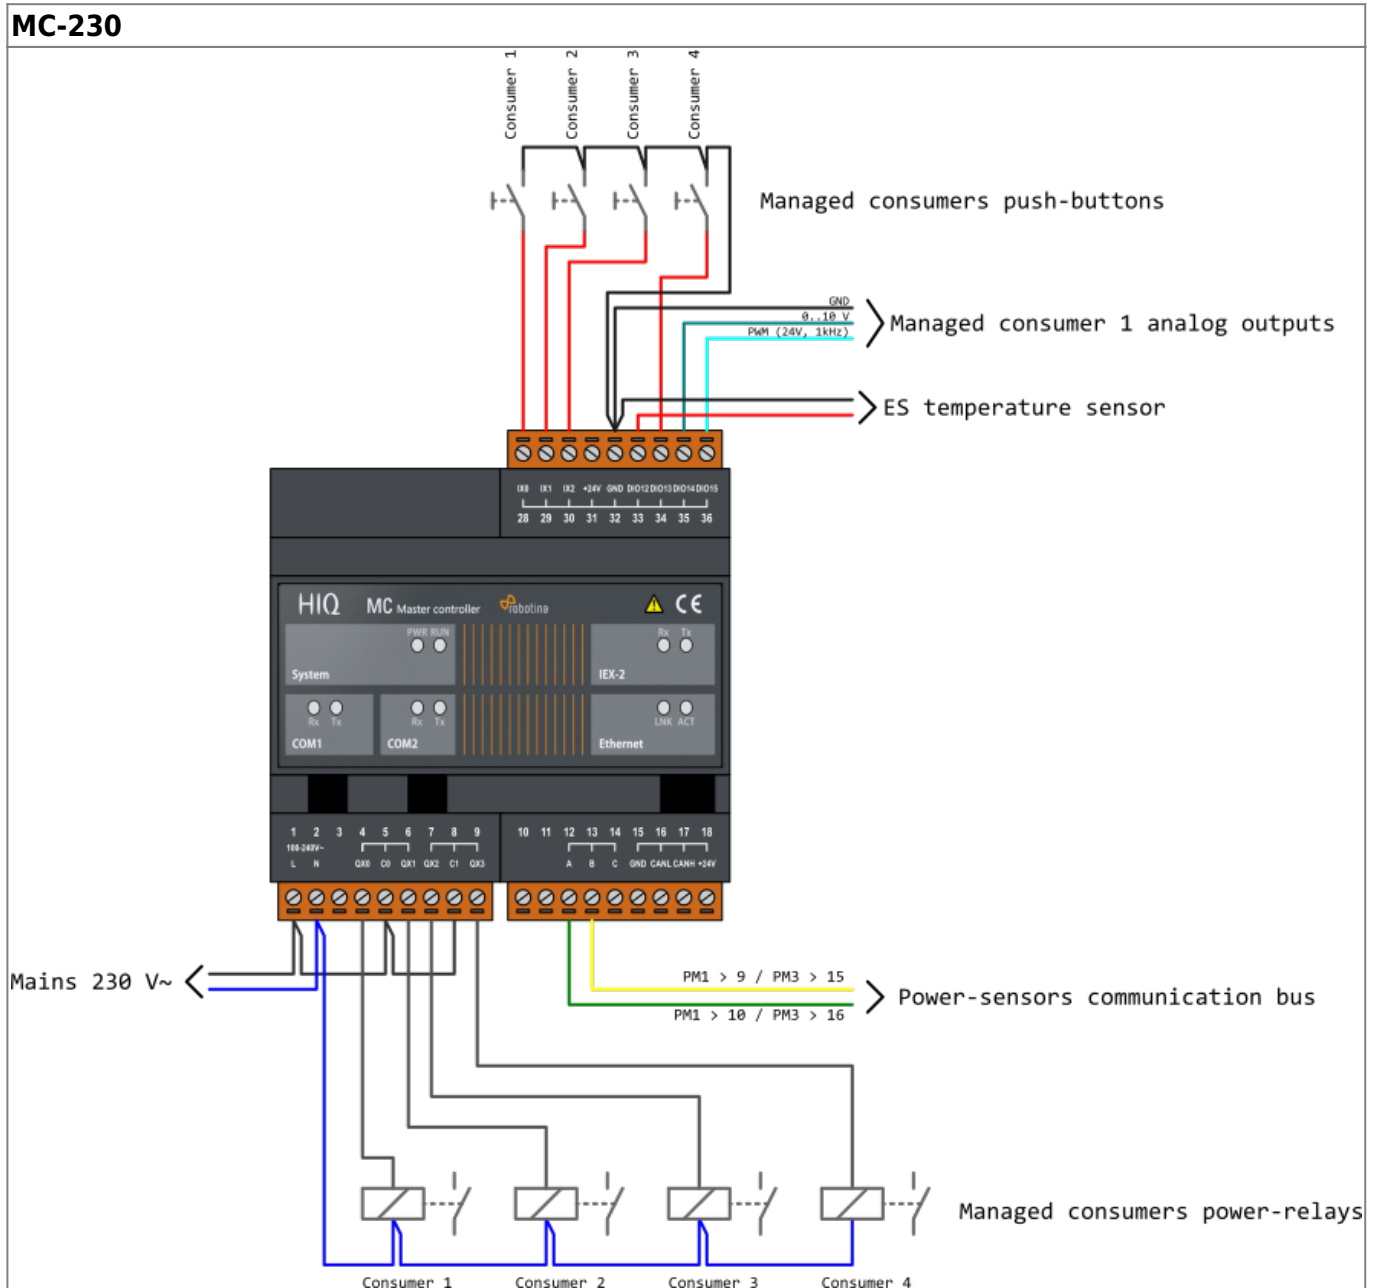 MC-230
Consumer 1
Consumer 2
Consumer 3
Consumer 4
Managed consumers push-buttons
GND
0..10 V
PWM (24V, 1kHz)
Managed consumer 1 analog outputs
ES temperature sensor
IX0 IX1 IX2 +24V GND DIO12 DIO13 DIO14 DIO15
28 29 30 31 32 33 34 35 36
HIQ MC Master controller robotina CE
PWR RUN
System
Rx Tx
IEX-2
Rx Tx
COM1
Rx Tx
COM2
LNK ACT
Ethernet
1 2 3 4 5 6 7 8 9
100-240V~
L N QX0 C0 QX1 QX2 C1 QX3
10 11 12 13 14 15 16 17 18
A B C GND CANL CANH +24V
Mains 230 V~
PM1 > 9 / PM3 > 15
PM1 > 10 / PM3 > 16
Power-sensors communication bus
Managed consumers power-relays
Consumer 1
Consumer 2
Consumer 3
Consumer 4